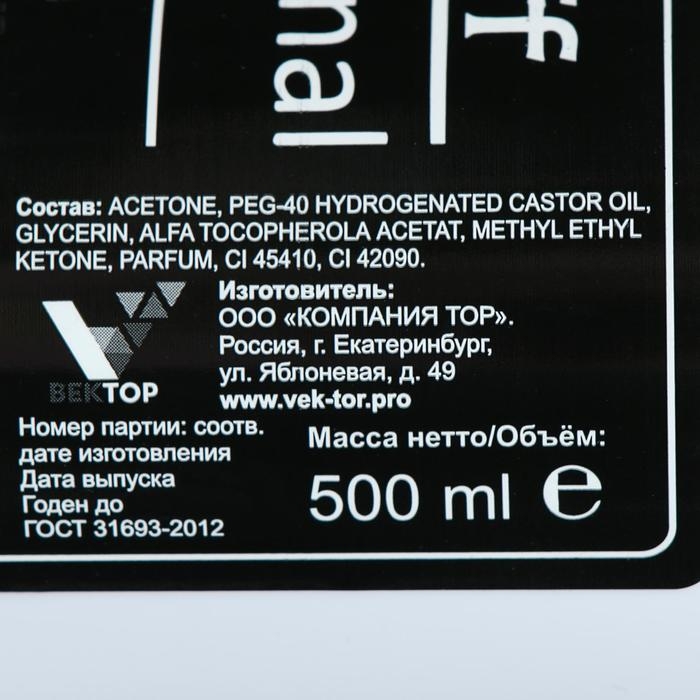 nal
ff
Состав: ACETONE, PEG-40 HYDROGENATED CASTOR OIL,
GLYCERIN, ALFA TOCOPHEROLA ACETAT, METHYL ETHYL
KETONE, PARFUM, CI 45410, CI 42090.
ВЕКТОР
Изготовитель:
ООО «КОМПАНИЯ ТОР».
Россия, г. Екатеринбург,
ул. Яблоневая, д. 49
www.vek-tor.pro
Номер партии: соотв.
дате изготовления
Дата выпуска
Годен до
ГОСТ 31693-2012
Масса нетто/Объём:
500 ml ℮